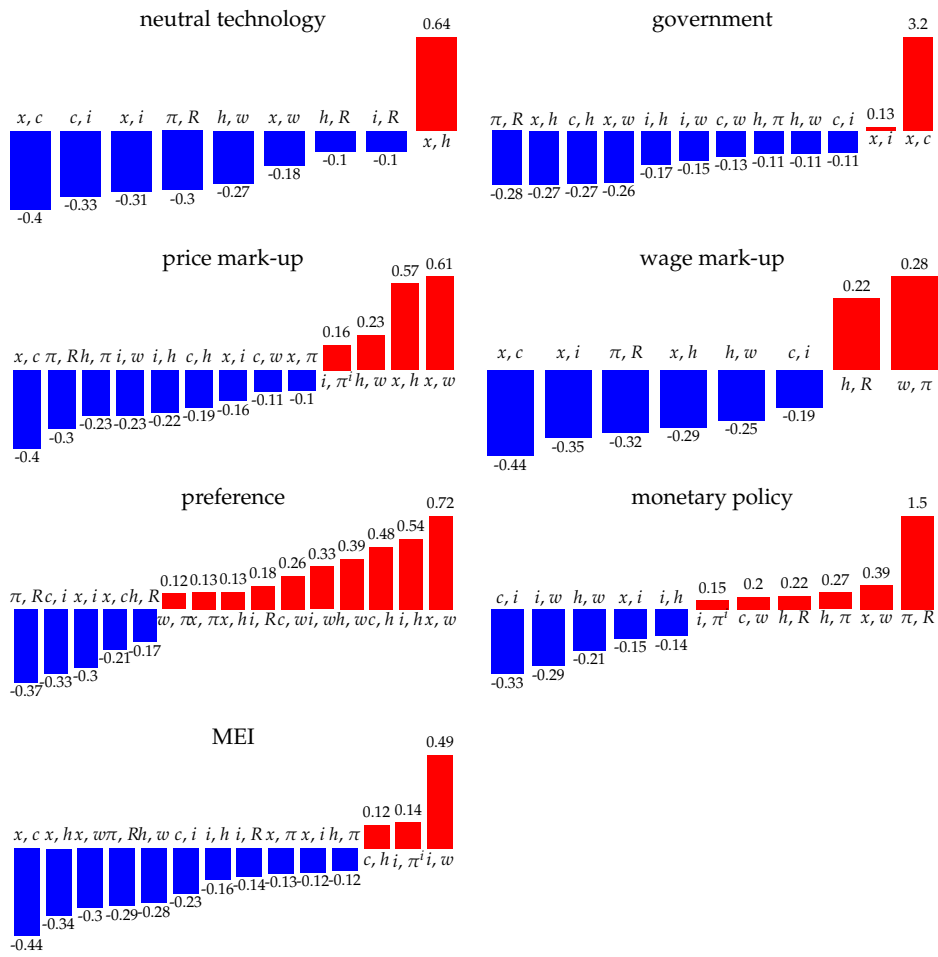 neutral technology
0.64
x, c c, i x, i π, R h, w x, w h, R i, R
x, h
-0.4 -0.33 -0.31 -0.3 -0.27 -0.18 -0.1 -0.1
government
3.2
π, R x, h c, h x, w i, h i, w c, w h, π h, w c, i 0.13
x, i x, c
-0.28 -0.27 -0.27 -0.26 -0.17 -0.15 -0.13 -0.11 -0.11 -0.11
price mark-up
0.16 0.23 0.57 0.61
x, c π, R h, π i, w i, h c, h x, i c, w x, π
i, πⁱ h, w x, h x, w
-0.4 -0.3 -0.23 -0.23 -0.22 -0.19 -0.16 -0.11 -0.1
wage mark-up
0.22 0.28
x, c x, i π, R x, h h, w c, i
h, R w, π
-0.44 -0.35 -0.32 -0.29 -0.25 -0.19
preference
0.12 0.13 0.13 0.18 0.26 0.33 0.39 0.48 0.54 0.72
π, R c, i x, i x, c h, R
w, π x, π x, h i, R c, w i, w h, w c, h i, h x, w
-0.37 -0.33 -0.3 -0.21 -0.17
monetary policy
0.15 0.2 0.22 0.27 0.39 1.5
c, i i, w h, w x, i i, h
i, πⁱ c, w h, R h, π x, w π, R
-0.33 -0.29 -0.21 -0.15 -0.14
MEI
0.12 0.14 0.49
x, c x, h x, w π, R h, w c, i i, h i, R x, π x, i h, π
c, h i, πⁱ i, w
-0.44 -0.34 -0.3 -0.29 -0.28 -0.23 -0.16 -0.14 -0.13 -0.12 -0.12